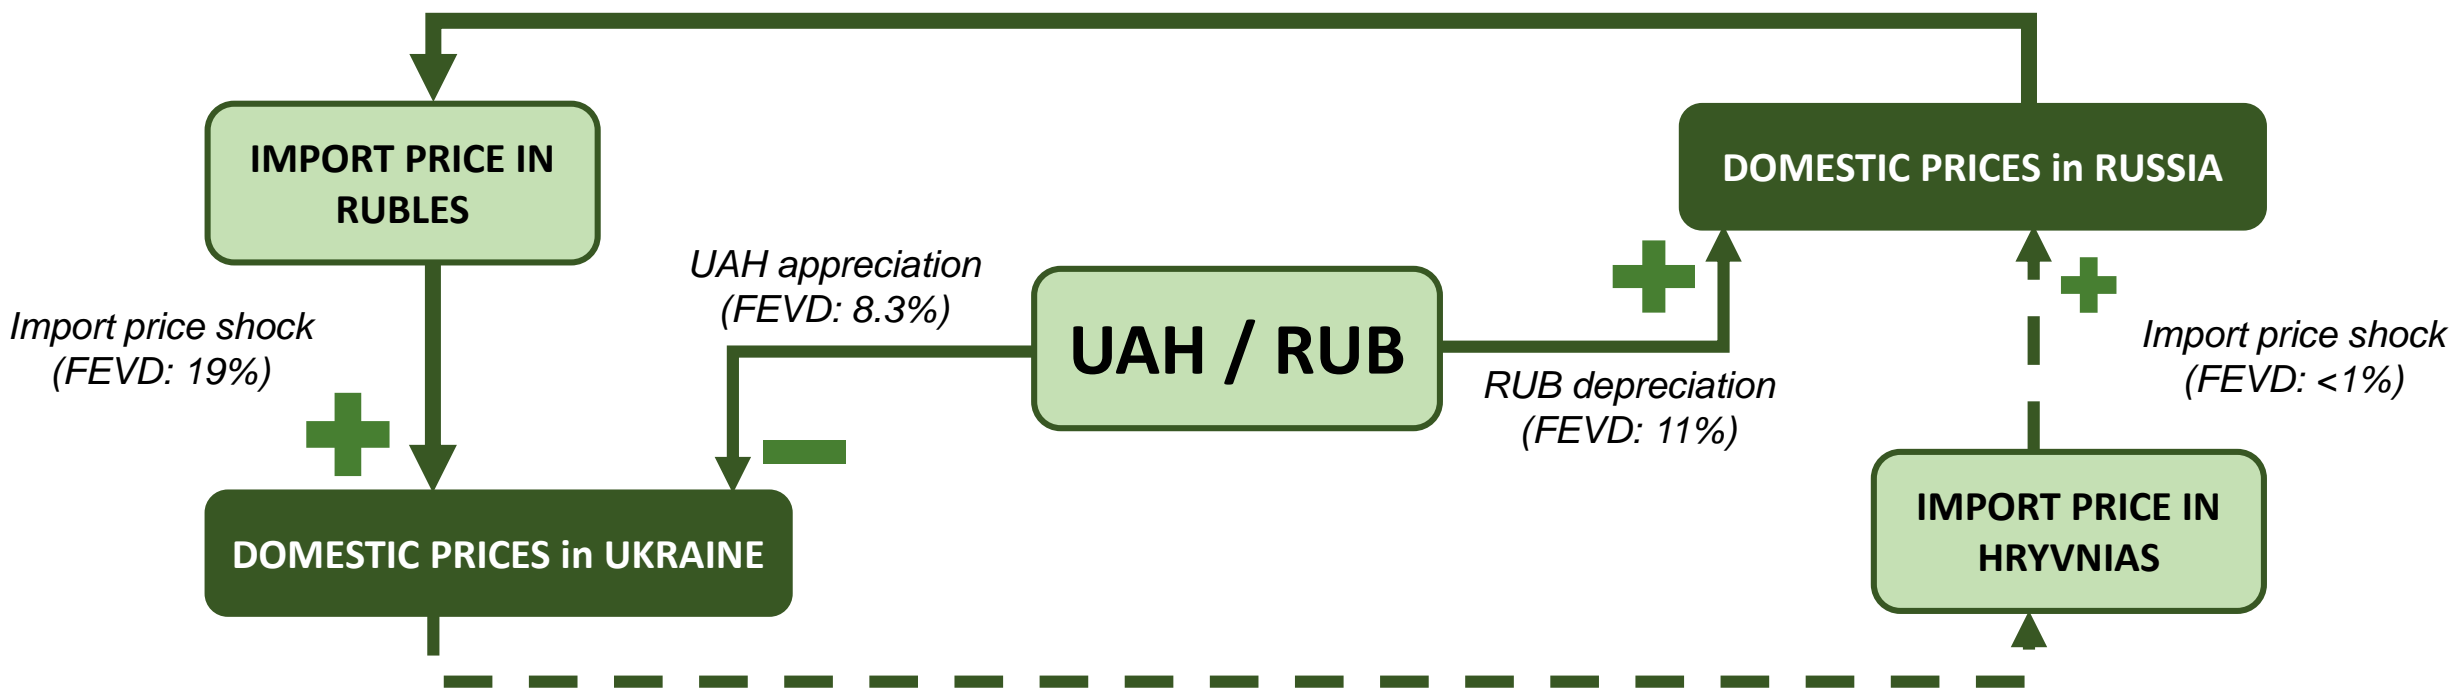 IMPORT PRICE IN
RUBLES
DOMESTIC PRICES in RUSSIA
UAH appreciation
(FEVD: 8.3%)
Import price shock
(FEVD: 19%)
UAH / RUB
Import price shock
(FEVD: <1%)
RUB depreciation
(FEVD: 11%)
DOMESTIC PRICES in UKRAINE
IMPORT PRICE IN
HRYVNIAS